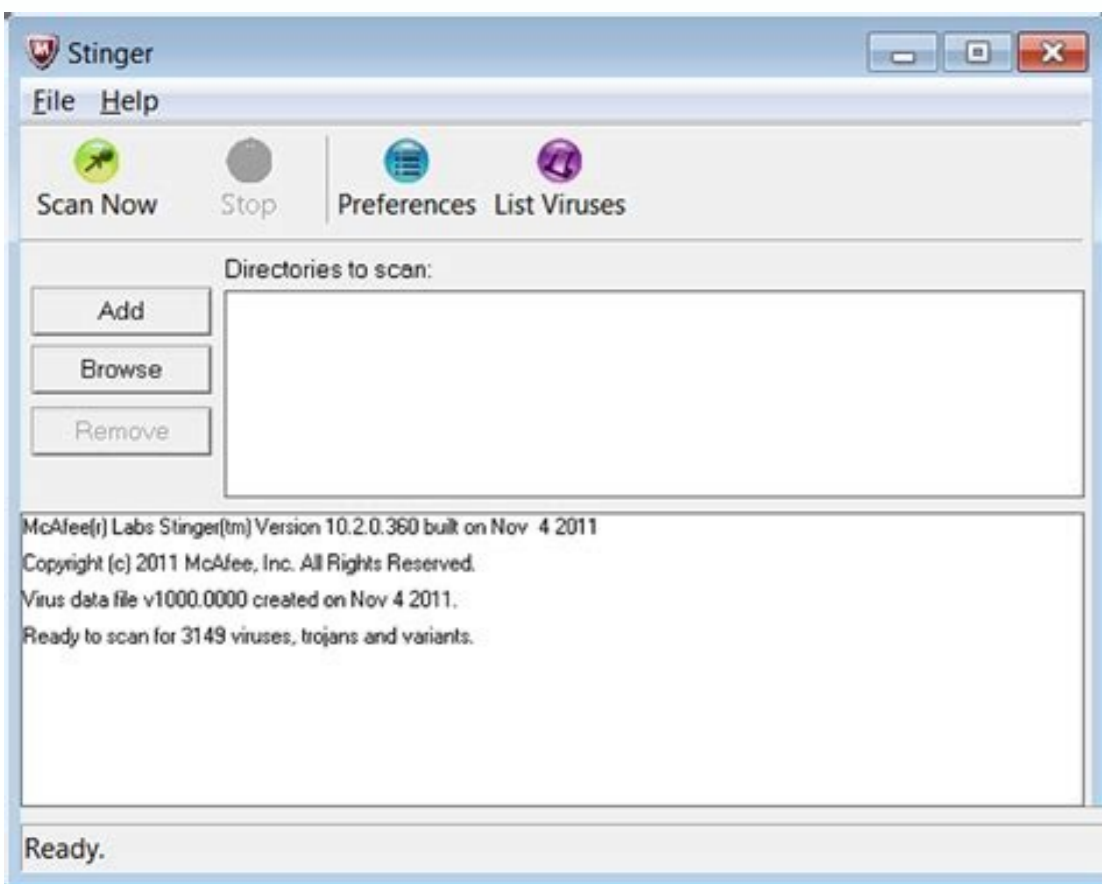 Stinger
File Help
Scan Now Stop Preferences List Viruses
Directories to scan:
Add
Browse
Remove
McAfee(r) Labs Stinger(tm) Version 10.2.0.360 built on Nov 4 2011
Copyright (c) 2011 McAfee, Inc. All Rights Reserved.
Virus data file v1000.0000 created on Nov 4 2011.
Ready to scan for 3149 viruses, trojans and variants.
Ready.